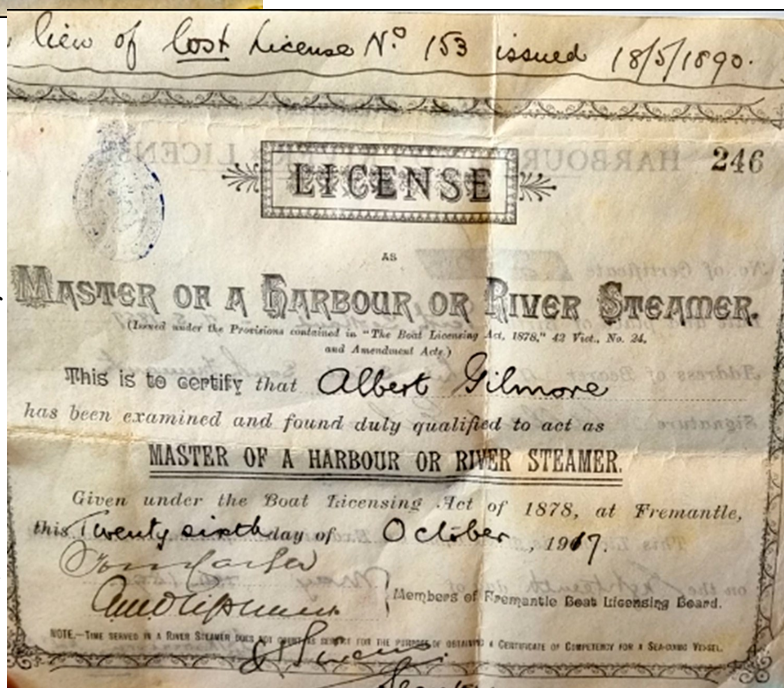 lieu of lost License No 153 issued 18/5/1890.
246
LICENSE
AS
MASTER OF A HARBOUR OR RIVER STEAMER.
(Issued under the Provisions contained in "The Boat Licensing Act, 1878," 42 Vict., No. 24,
and Amendment Acts.)
This is to certify that Albert Gilmore
has been examined and found duly qualified to act as
MASTER OF A HARBOUR OR RIVER STEAMER.
Given under the Boat Licensing Act of 1878, at Fremantle,
this Twenty sixth day of October, 1917.
Members of Fremantle Boat Licensing Board.
NOTE.—TIME SERVED IN A RIVER STEAMER DOES NOT COUNT AS SERVICE FOR THE PURPOSE OF OBTAINING A CERTIFICATE OF COMPETENCY FOR A SEA-GOING VESSEL.